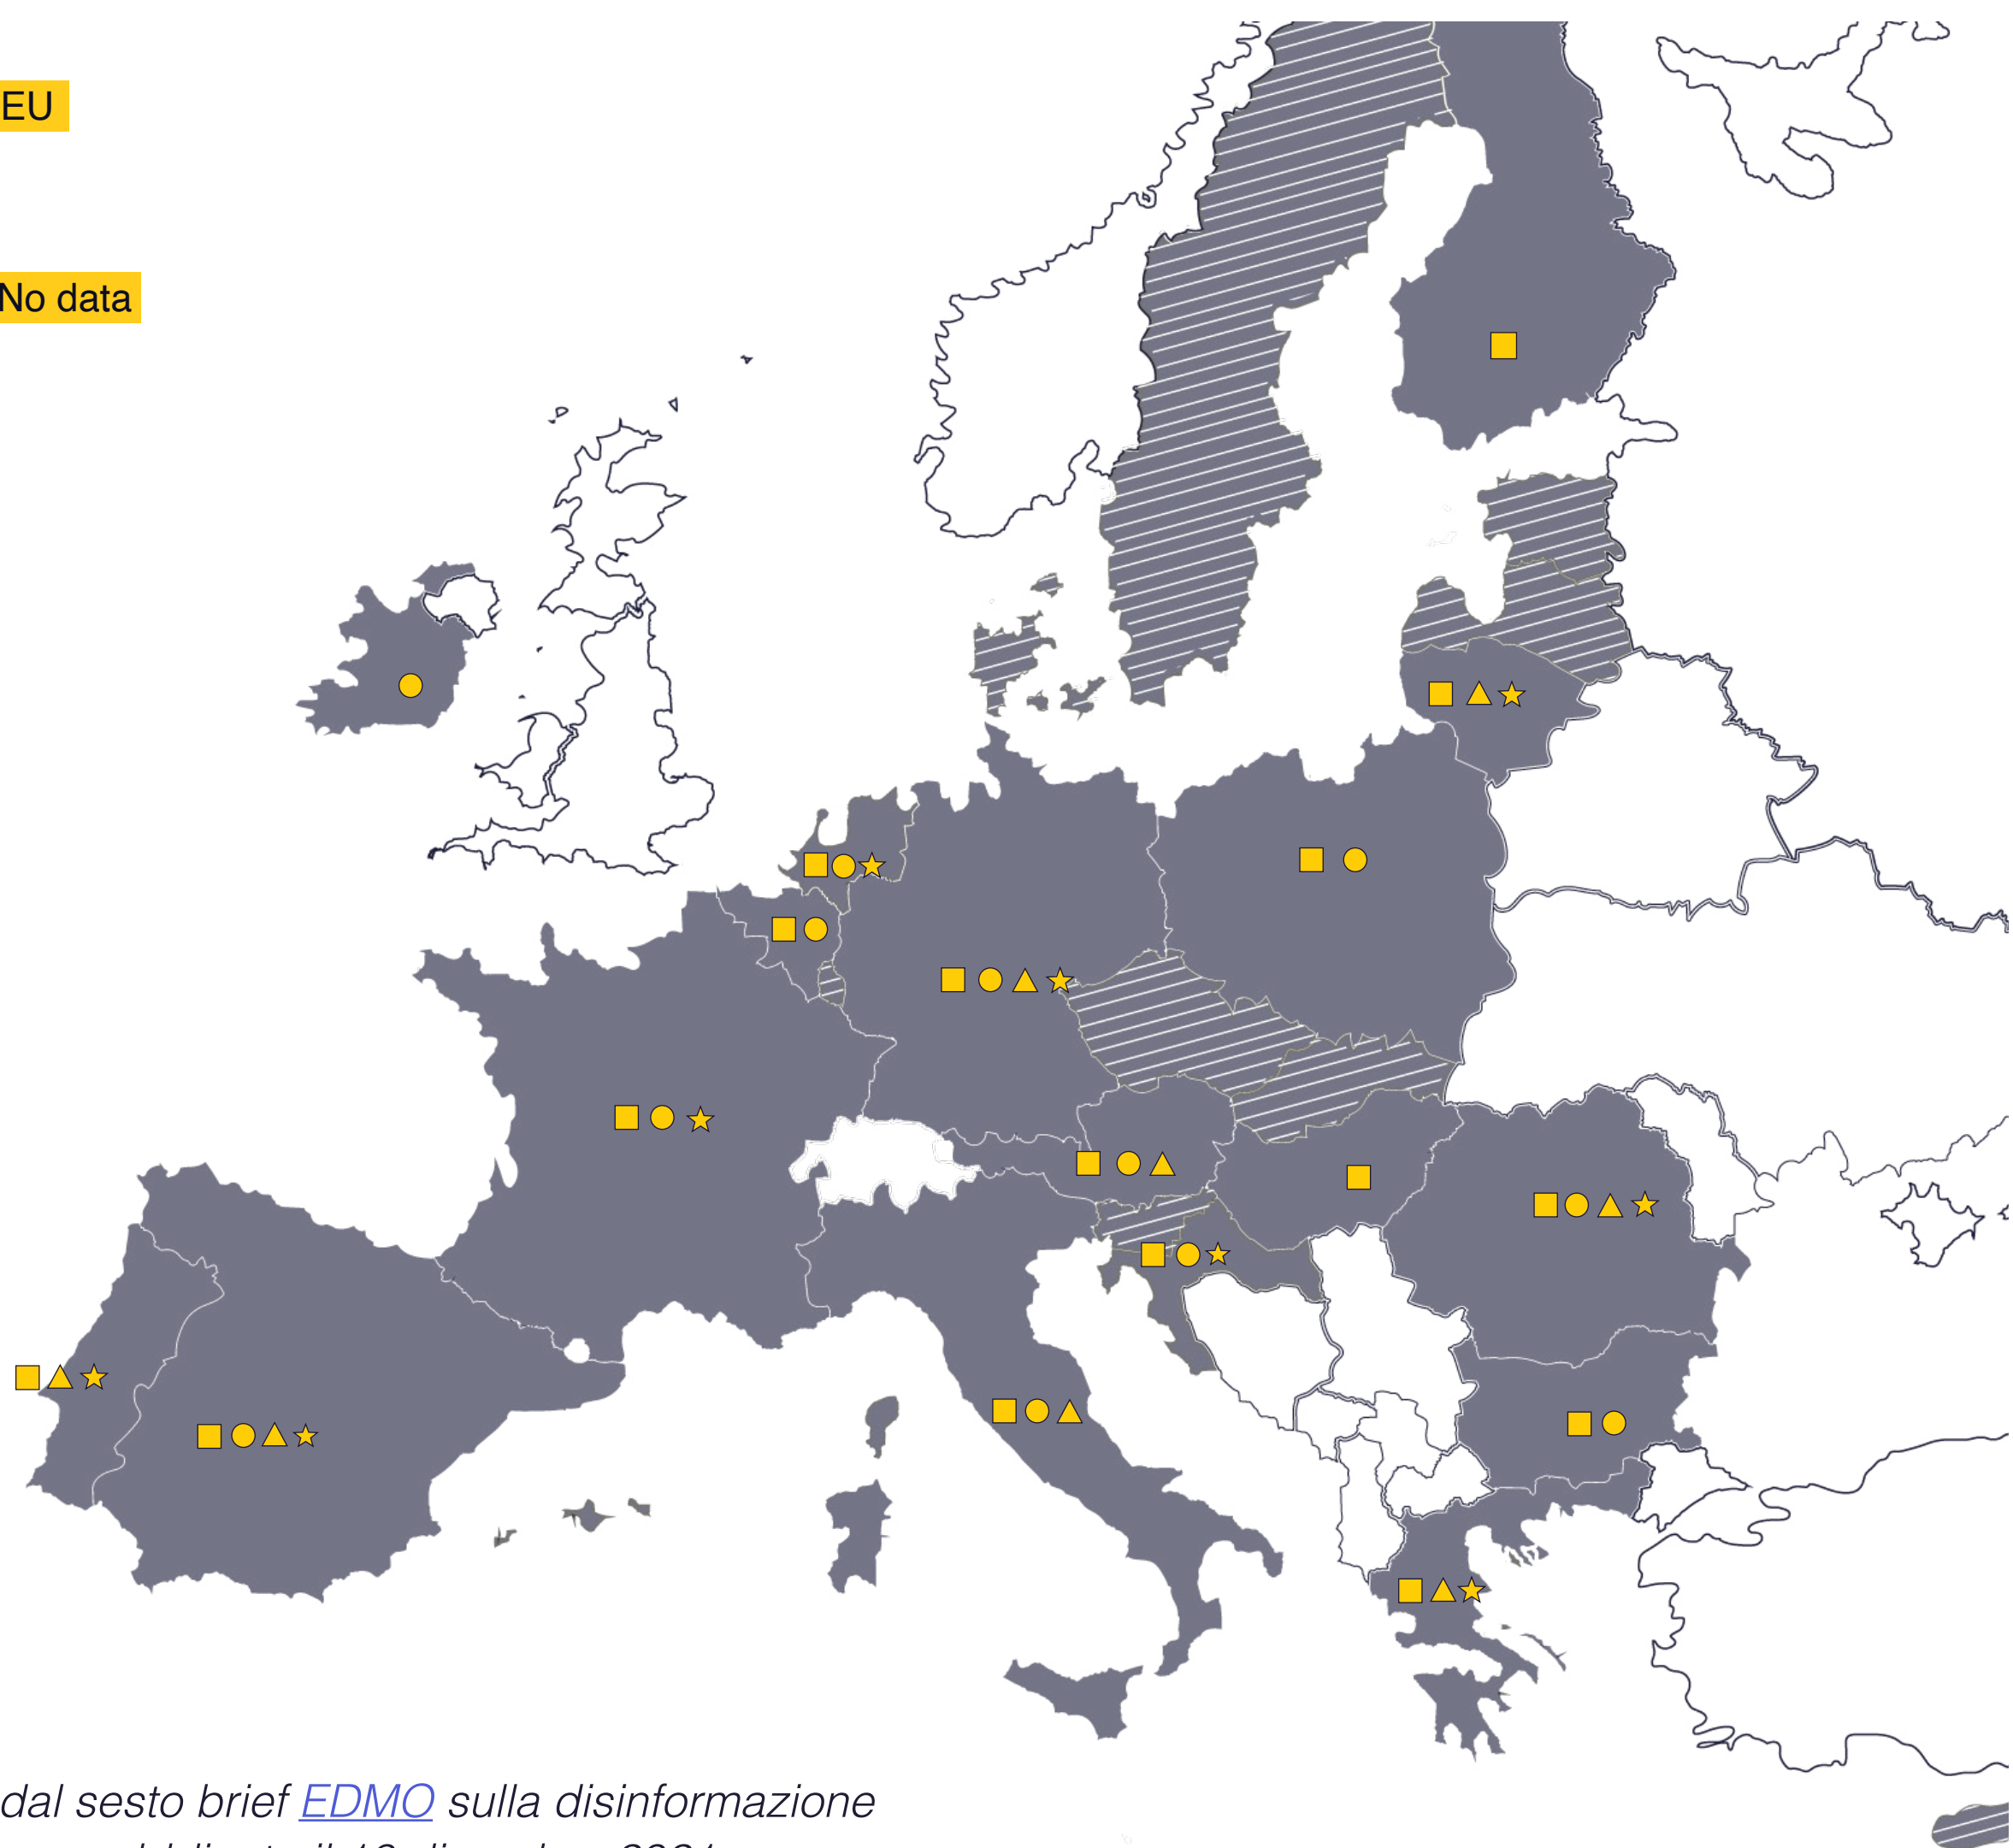 EU
No data
dal sesto brief EDMO sulla disinformazione